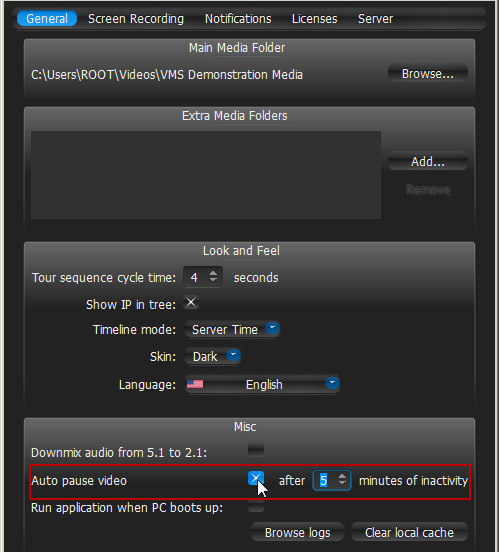 General Screen Recording Notifications Licenses Server
Main Media Folder
C:\Users\ROOT\Videos\VMS Demonstration Media Browse...
Extra Media Folders
Add...
Remove
Look and Feel
Tour sequence cycle time: 4 seconds
Show IP in tree:
Timeline mode: Server Time
Skin: Dark
Language: English
Misc
Downmix audio from 5.1 to 2.1:
Auto pause video after 5 minutes of inactivity
Run application when PC boots up:
Browse logs Clear local cache